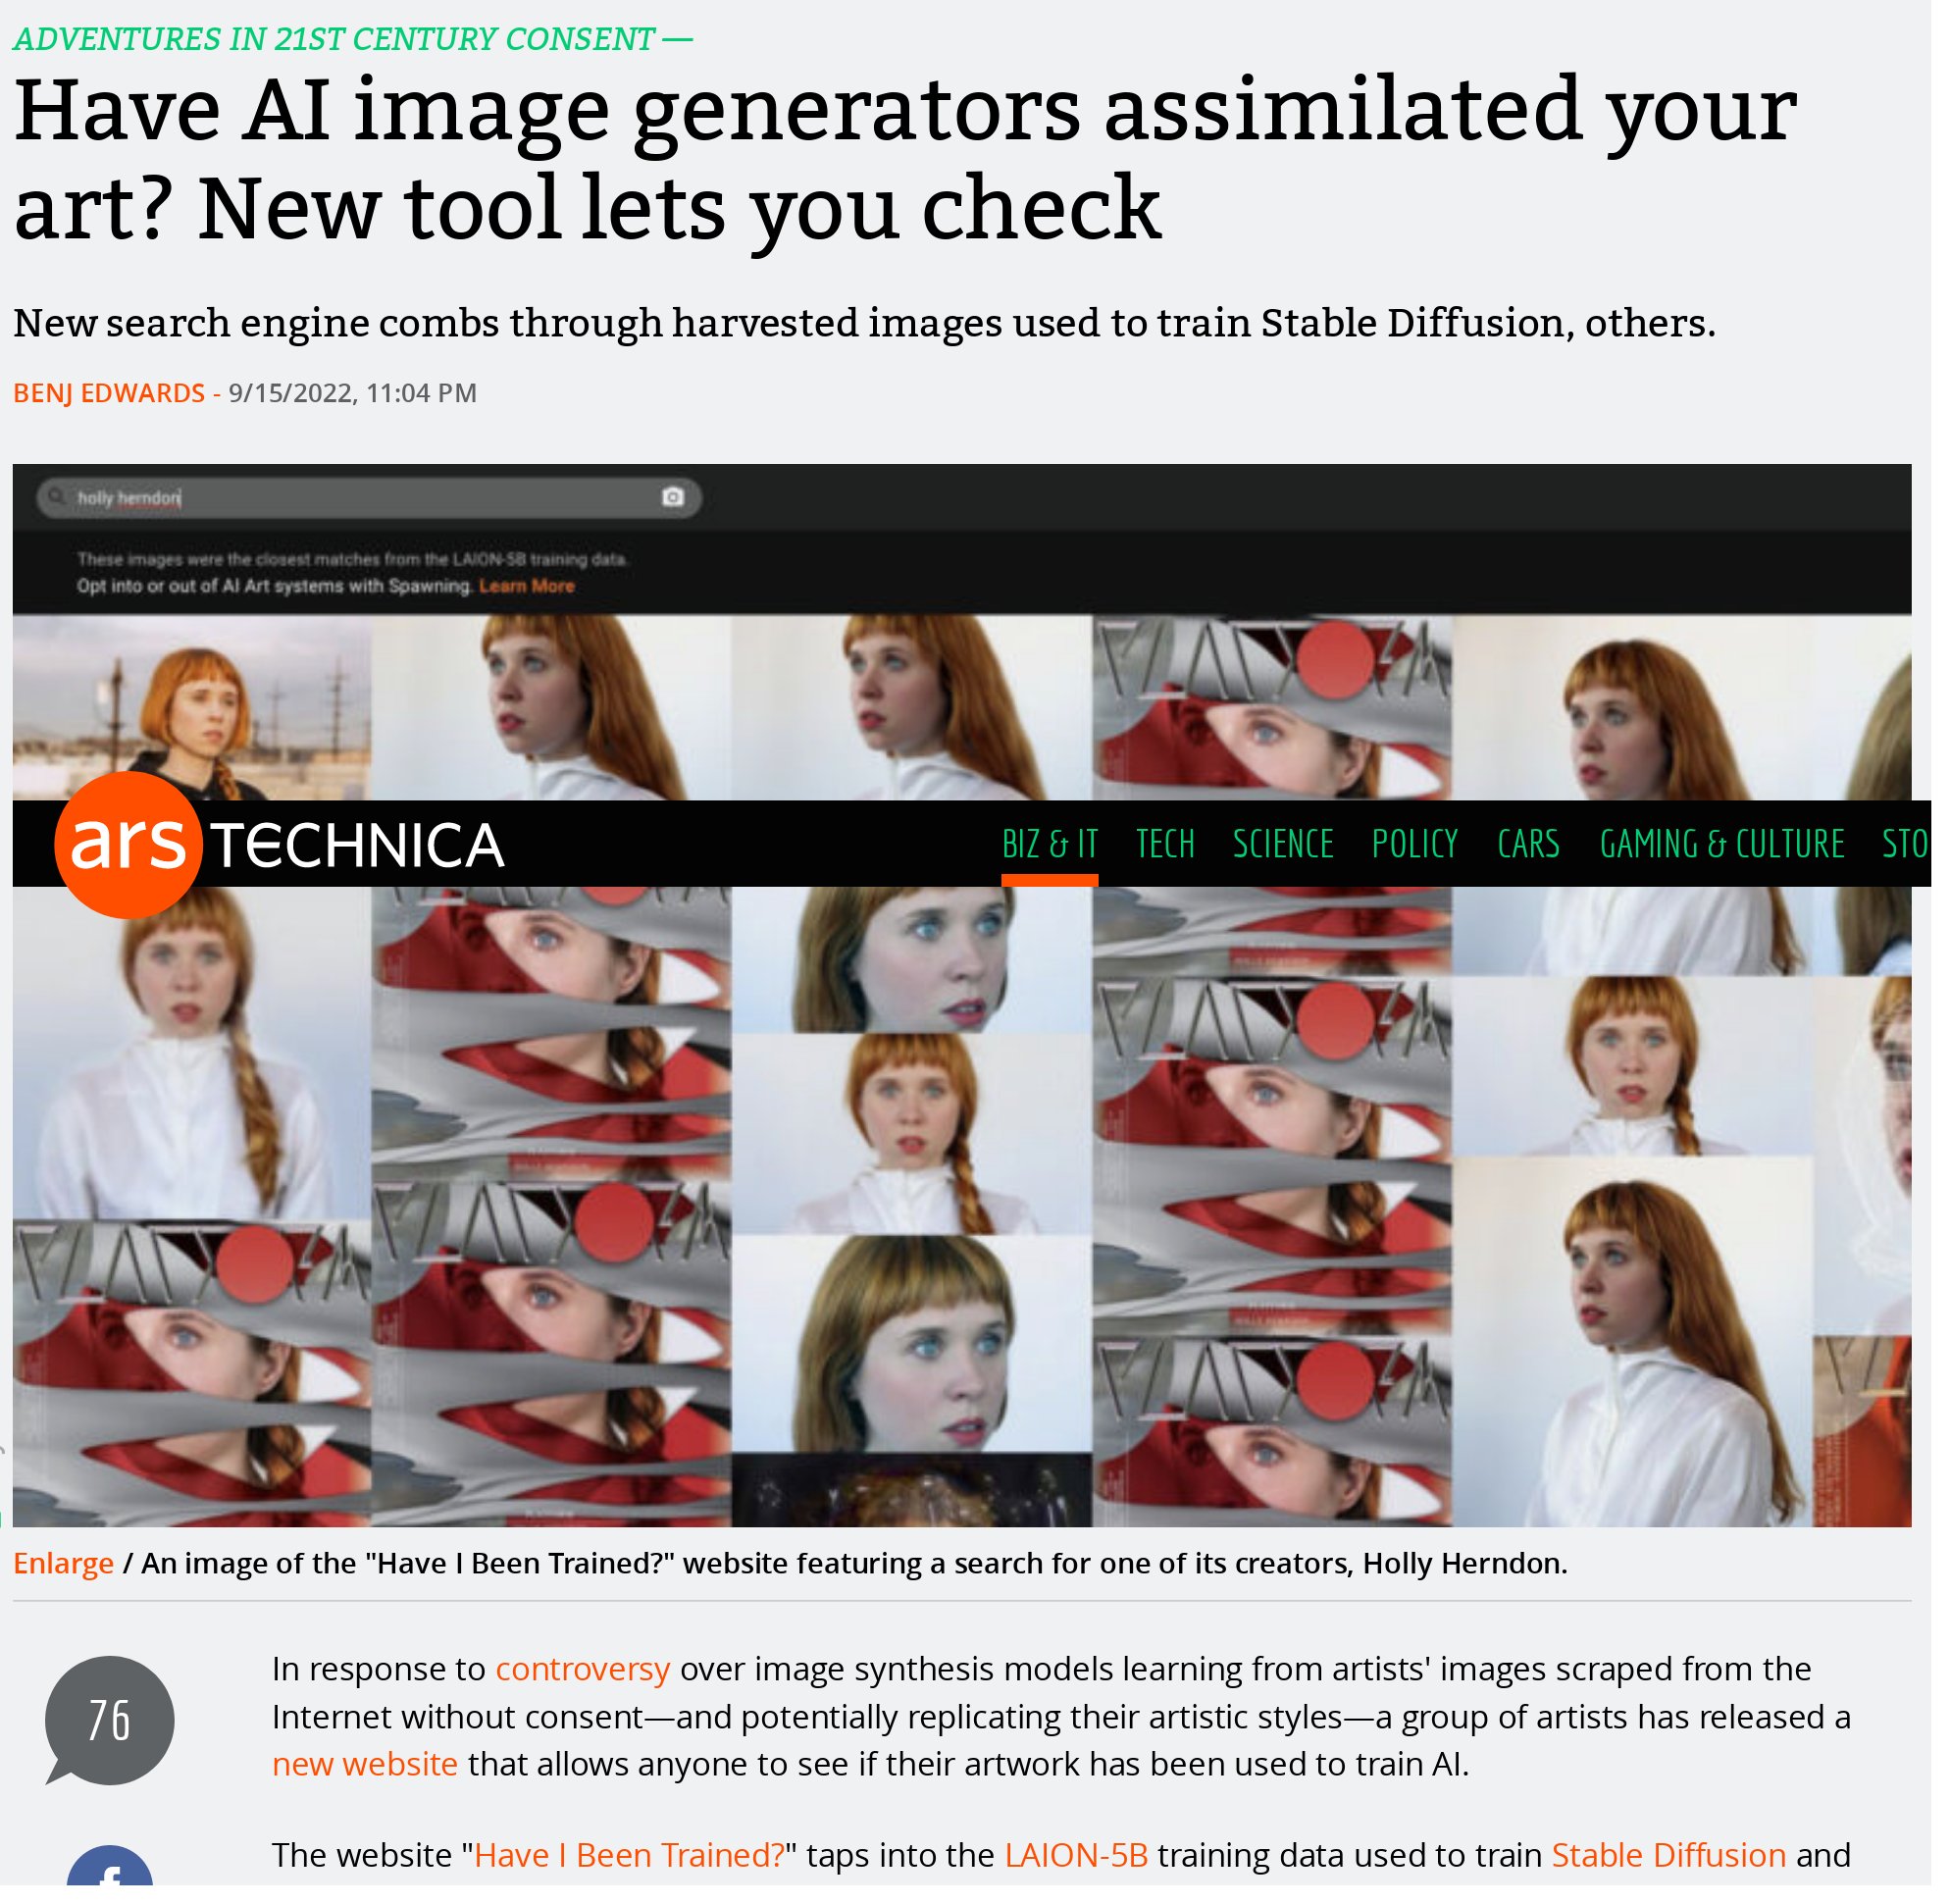 ADVENTURES IN 21ST CENTURY CONSENT —
Have AI image generators assimilated your
art? New tool lets you check
New search engine combs through harvested images used to train Stable Diffusion, others.
BENJ EDWARDS - 9/15/2022, 11:04 PM
holly herndon
These images were the closest matches from the LAION-5B training data.
Opt into or out of AI Art systems with Spawning. Learn More
ars TECHNICA
BIZ & IT TECH SCIENCE POLICY CARS GAMING & CULTURE STO
Enlarge / An image of the "Have I Been Trained?" website featuring a search for one of its creators, Holly Herndon.
76
In response to controversy over image synthesis models learning from artists' images scraped from the
Internet without consent—and potentially replicating their artistic styles—a group of artists has released a
new website that allows anyone to see if their artwork has been used to train AI.
The website "Have I Been Trained?" taps into the LAION-5B training data used to train Stable Diffusion and